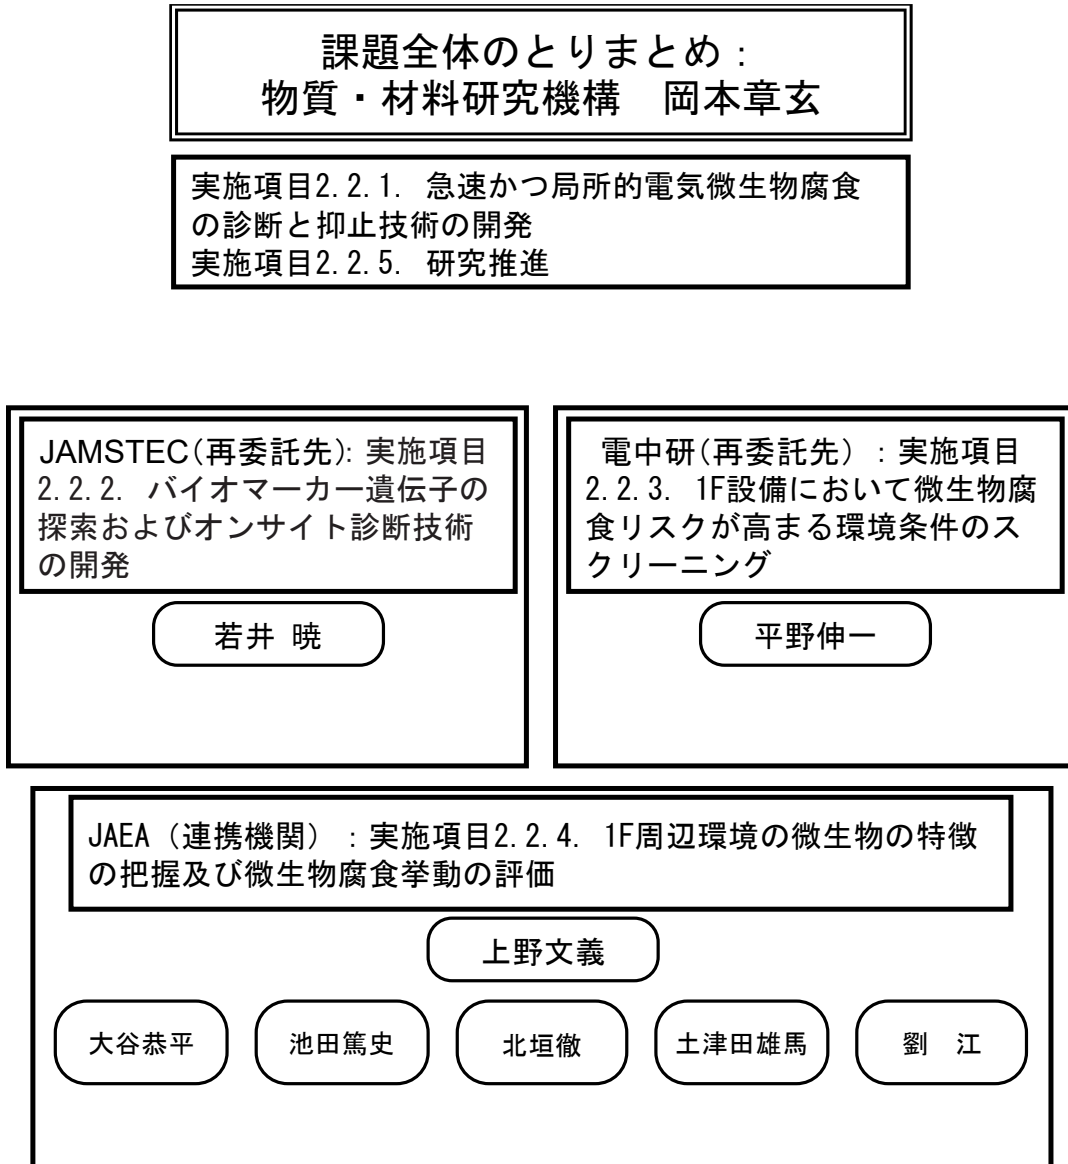 課題全体のとりまとめ：
物質・材料研究機構　岡本章玄
実施項目2.2.1. 急速かつ局所的電気微生物腐食
の診断と抑止技術の開発
実施項目2.2.5. 研究推進
JAMSTEC(再委託先): 実施項目
2.2.2. バイオマーカー遺伝子の
探索およびオンサイト診断技術
の開発
若井 暁
電中研(再委託先）：実施項目
2.2.3. 1F設備において微生物腐
食リスクが高まる環境条件のス
クリーニング
平野伸一
JAEA（連携機関）：実施項目2.2.4. 1F周辺環境の微生物の特徴
の把握及び微生物腐食挙動の評価
上野文義
大谷恭平
池田篤史
北垣徹
土津田雄馬
劉　江